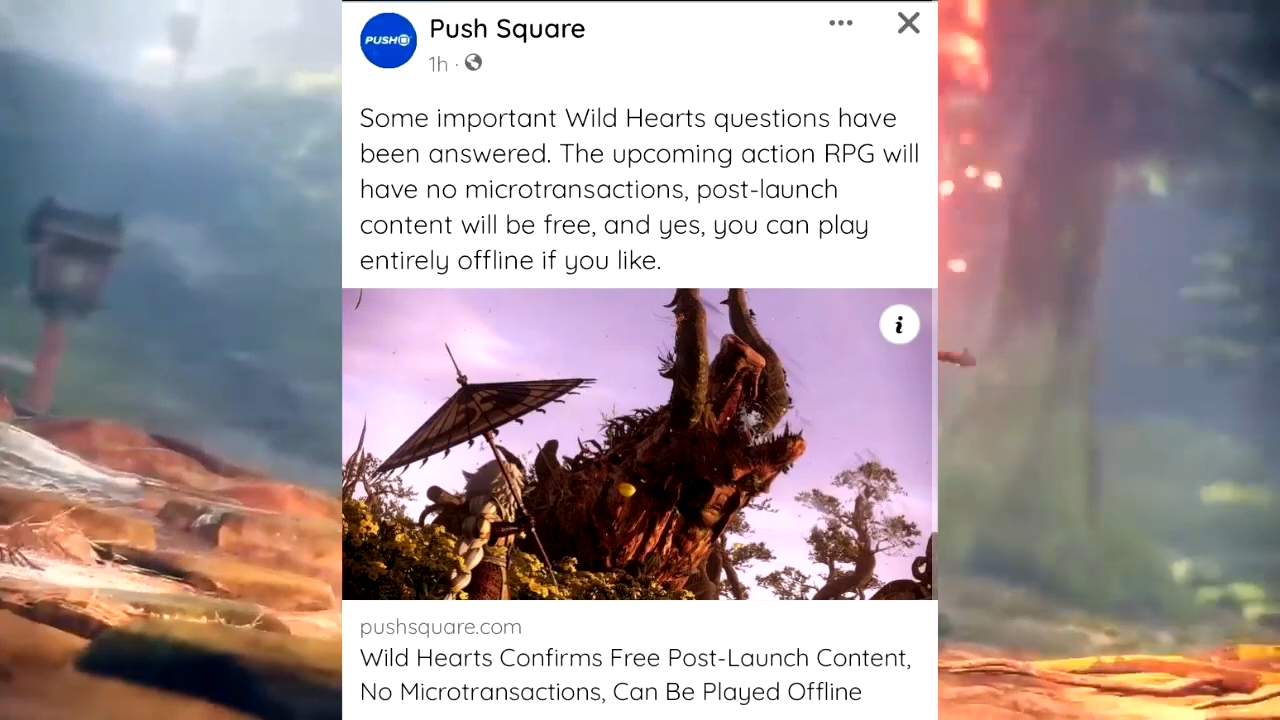 PUSH
Push Square
1h ·
Some important Wild Hearts questions have
been answered. The upcoming action RPG will
have no microtransactions, post-launch
content will be free, and yes, you can play
entirely offline if you like.
i
pushsquare.com
Wild Hearts Confirms Free Post-Launch Content,
No Microtransactions, Can Be Played Offline